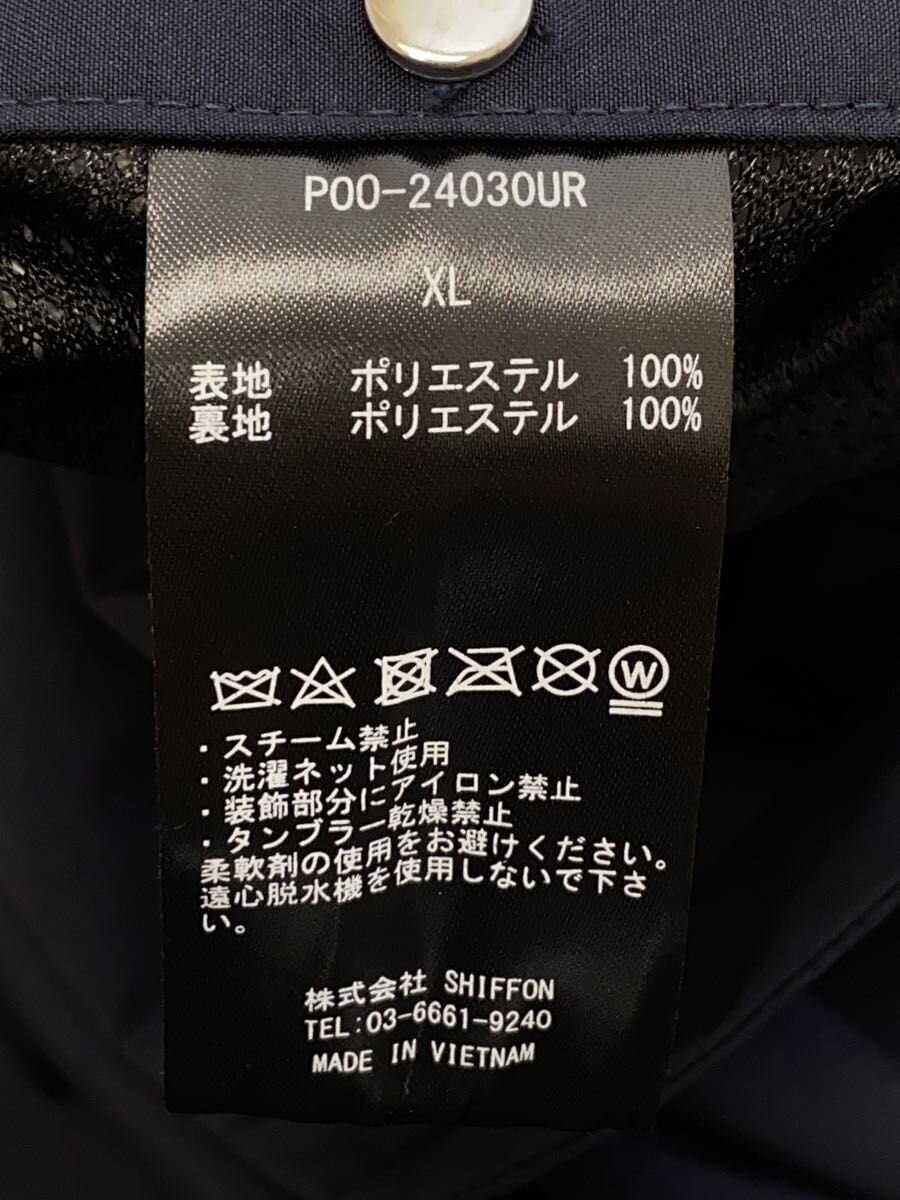 P00-24030UR
XL
表地 ポリエステル 100%
裏地 ポリエステル 100%
W
・スチーム禁止
・洗濯ネット使用
・装飾部分にアイロン禁止
・タンブラー乾燥禁止
柔軟剤の使用をお避けください。
遠心脱水機を使用しないで下さ
い。
株式会社 SHIFFON
TEL:03-6661-9240
MADE IN VIETNAM